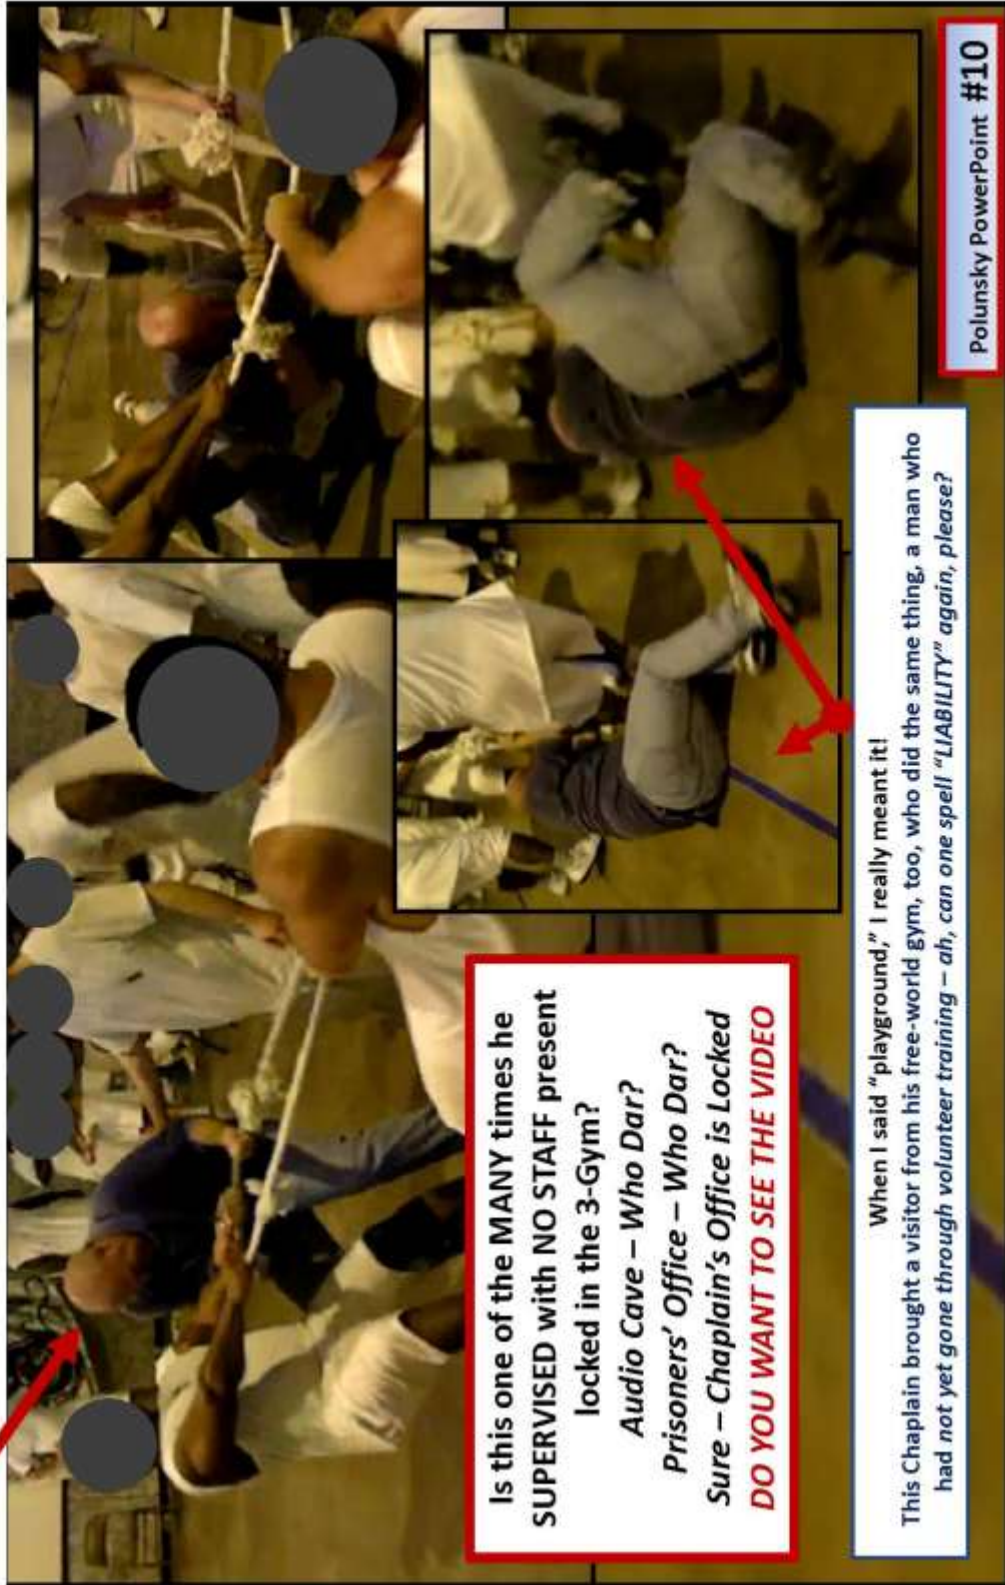 Is this one of the MANY times he
SUPERVISED with NO STAFF present
locked in the 3-Gym?
Audio Cave – Who Dar?
Prisoners' Office – Who Dar?
Sure – Chaplain's Office is Locked
DO YOU WANT TO SEE THE VIDEO
When I said "playground," I really meant it!
This Chaplain brought a visitor from his free-world gym, too, who did the same thing, a man who
had not yet gone through volunteer training – ah, can one spell "LIABILITY" again, please?
Polunsky PowerPoint #10